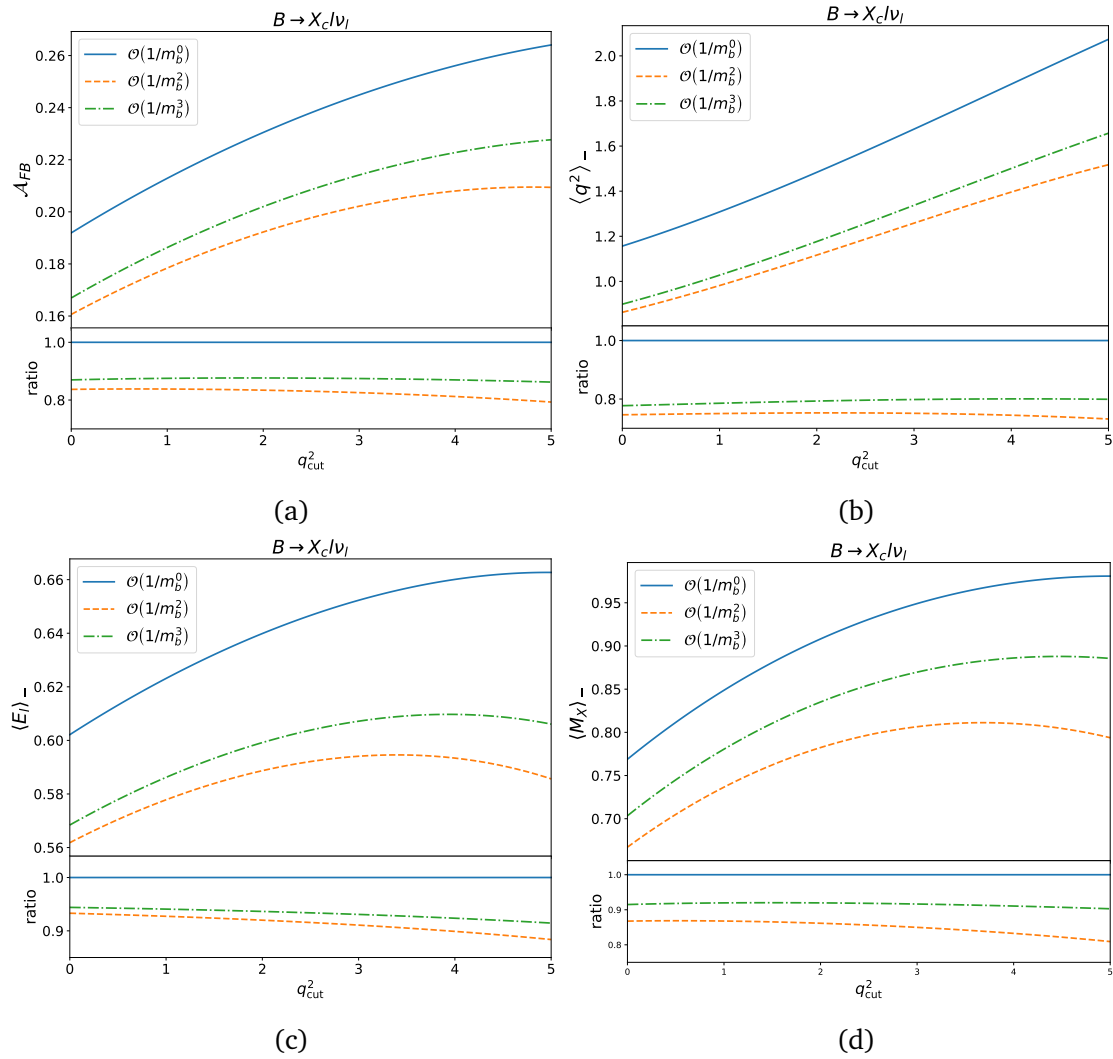 B → X_c lν_l
𝒪(1/m_b^0)
𝒪(1/m_b^2)
𝒪(1/m_b^3)
𝒜_FB
0.26
0.24
0.22
0.20
0.18
0.16
ratio
1.0
0.8
0 1 2 3 4 5
q²_cut
(a)
B → X_c lν_l
𝒪(1/m_b^0)
𝒪(1/m_b^2)
𝒪(1/m_b^3)
⟨q²⟩_−
2.0
1.8
1.6
1.4
1.2
1.0
ratio
1.0
0.8
0 1 2 3 4 5
q²_cut
(b)
B → X_c lν_l
𝒪(1/m_b^0)
𝒪(1/m_b^2)
𝒪(1/m_b^3)
⟨E_l⟩_−
0.66
0.64
0.62
0.60
0.58
0.56
ratio
1.0
0.9
0 1 2 3 4 5
q²_cut
(c)
B → X_c lν_l
𝒪(1/m_b^0)
𝒪(1/m_b^2)
𝒪(1/m_b^3)
⟨M_X⟩_−
0.95
0.90
0.85
0.80
0.75
0.70
ratio
1.0
0.9
0.8
0 1 2 3 4 5
q²_cut
(d)